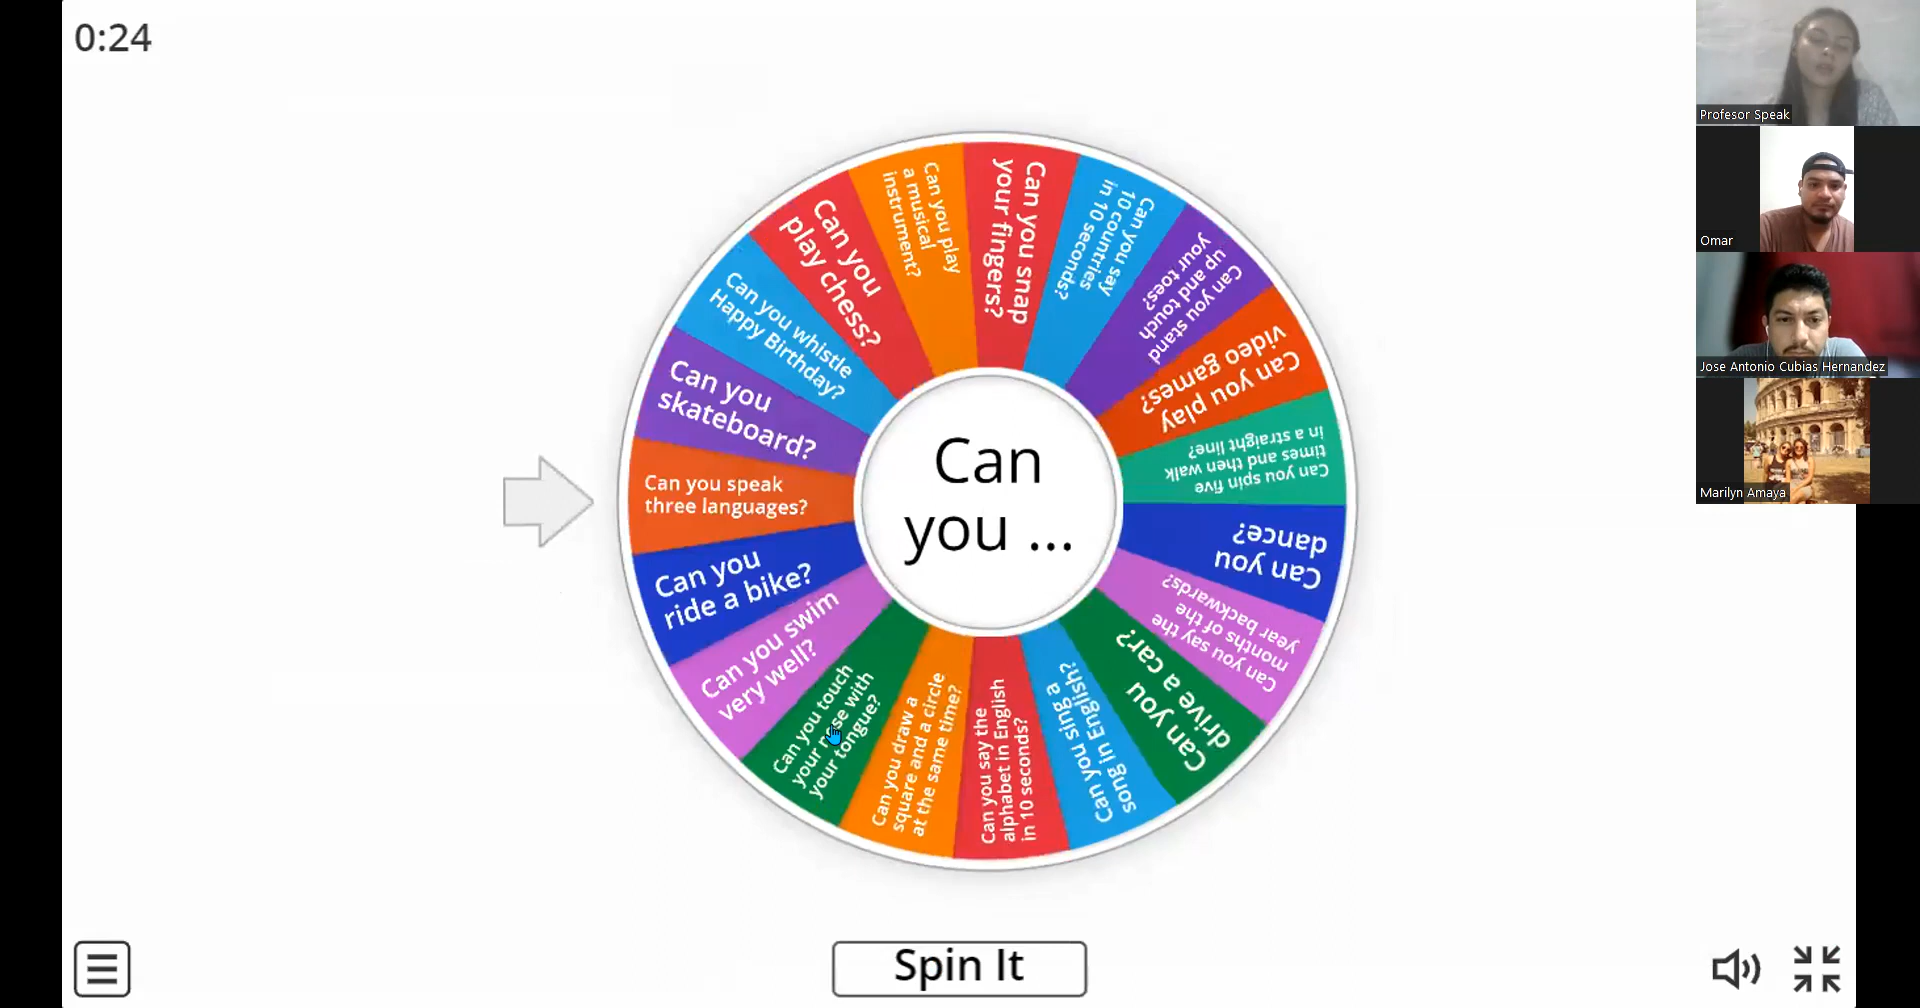 0:24
Can
you ...
Can you speak
three languages?
Can you
skateboard?
Can you whistle
Happy Birthday?
Can you
play chess?
Can you play
a musical
instrument?
Can you snap
your fingers?
Can you say
10 countries
in 10 seconds?
Can you stand
up and touch
your toes?
Can you play
video games?
Can you spin five
times and then walk
in a straight line?
Can you
dance?
Can you say the
months of the
year backwards?
Can you
drive a car?
Can you sing a
song in English?
Can you say the
alphabet in English
in 10 seconds?
Can you draw a
square and a circle
at the same time?
Can you touch
your nose with
your tongue?
Can you swim
very well?
Can you
ride a bike?
Spin It
Profesor Speak
Omar
Jose Antonio Cubias Hernandez
Marilyn Amaya